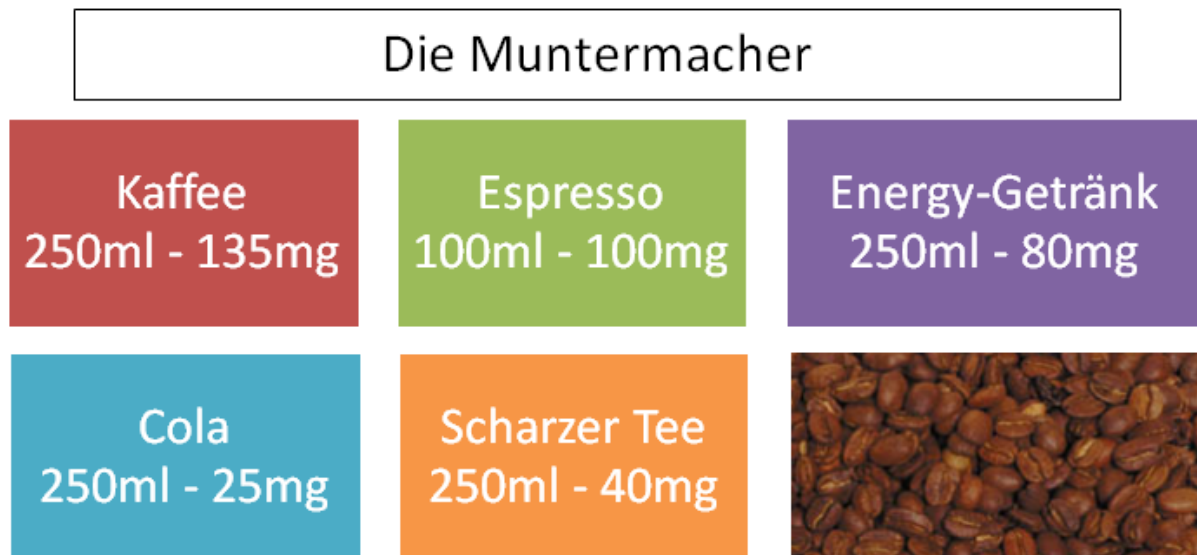 Die Muntermacher
Kaffee
250ml - 135mg
Espresso
100ml - 100mg
Energy-Getränk
250ml - 80mg
Cola
250ml - 25mg
Scharzer Tee
250ml - 40mg